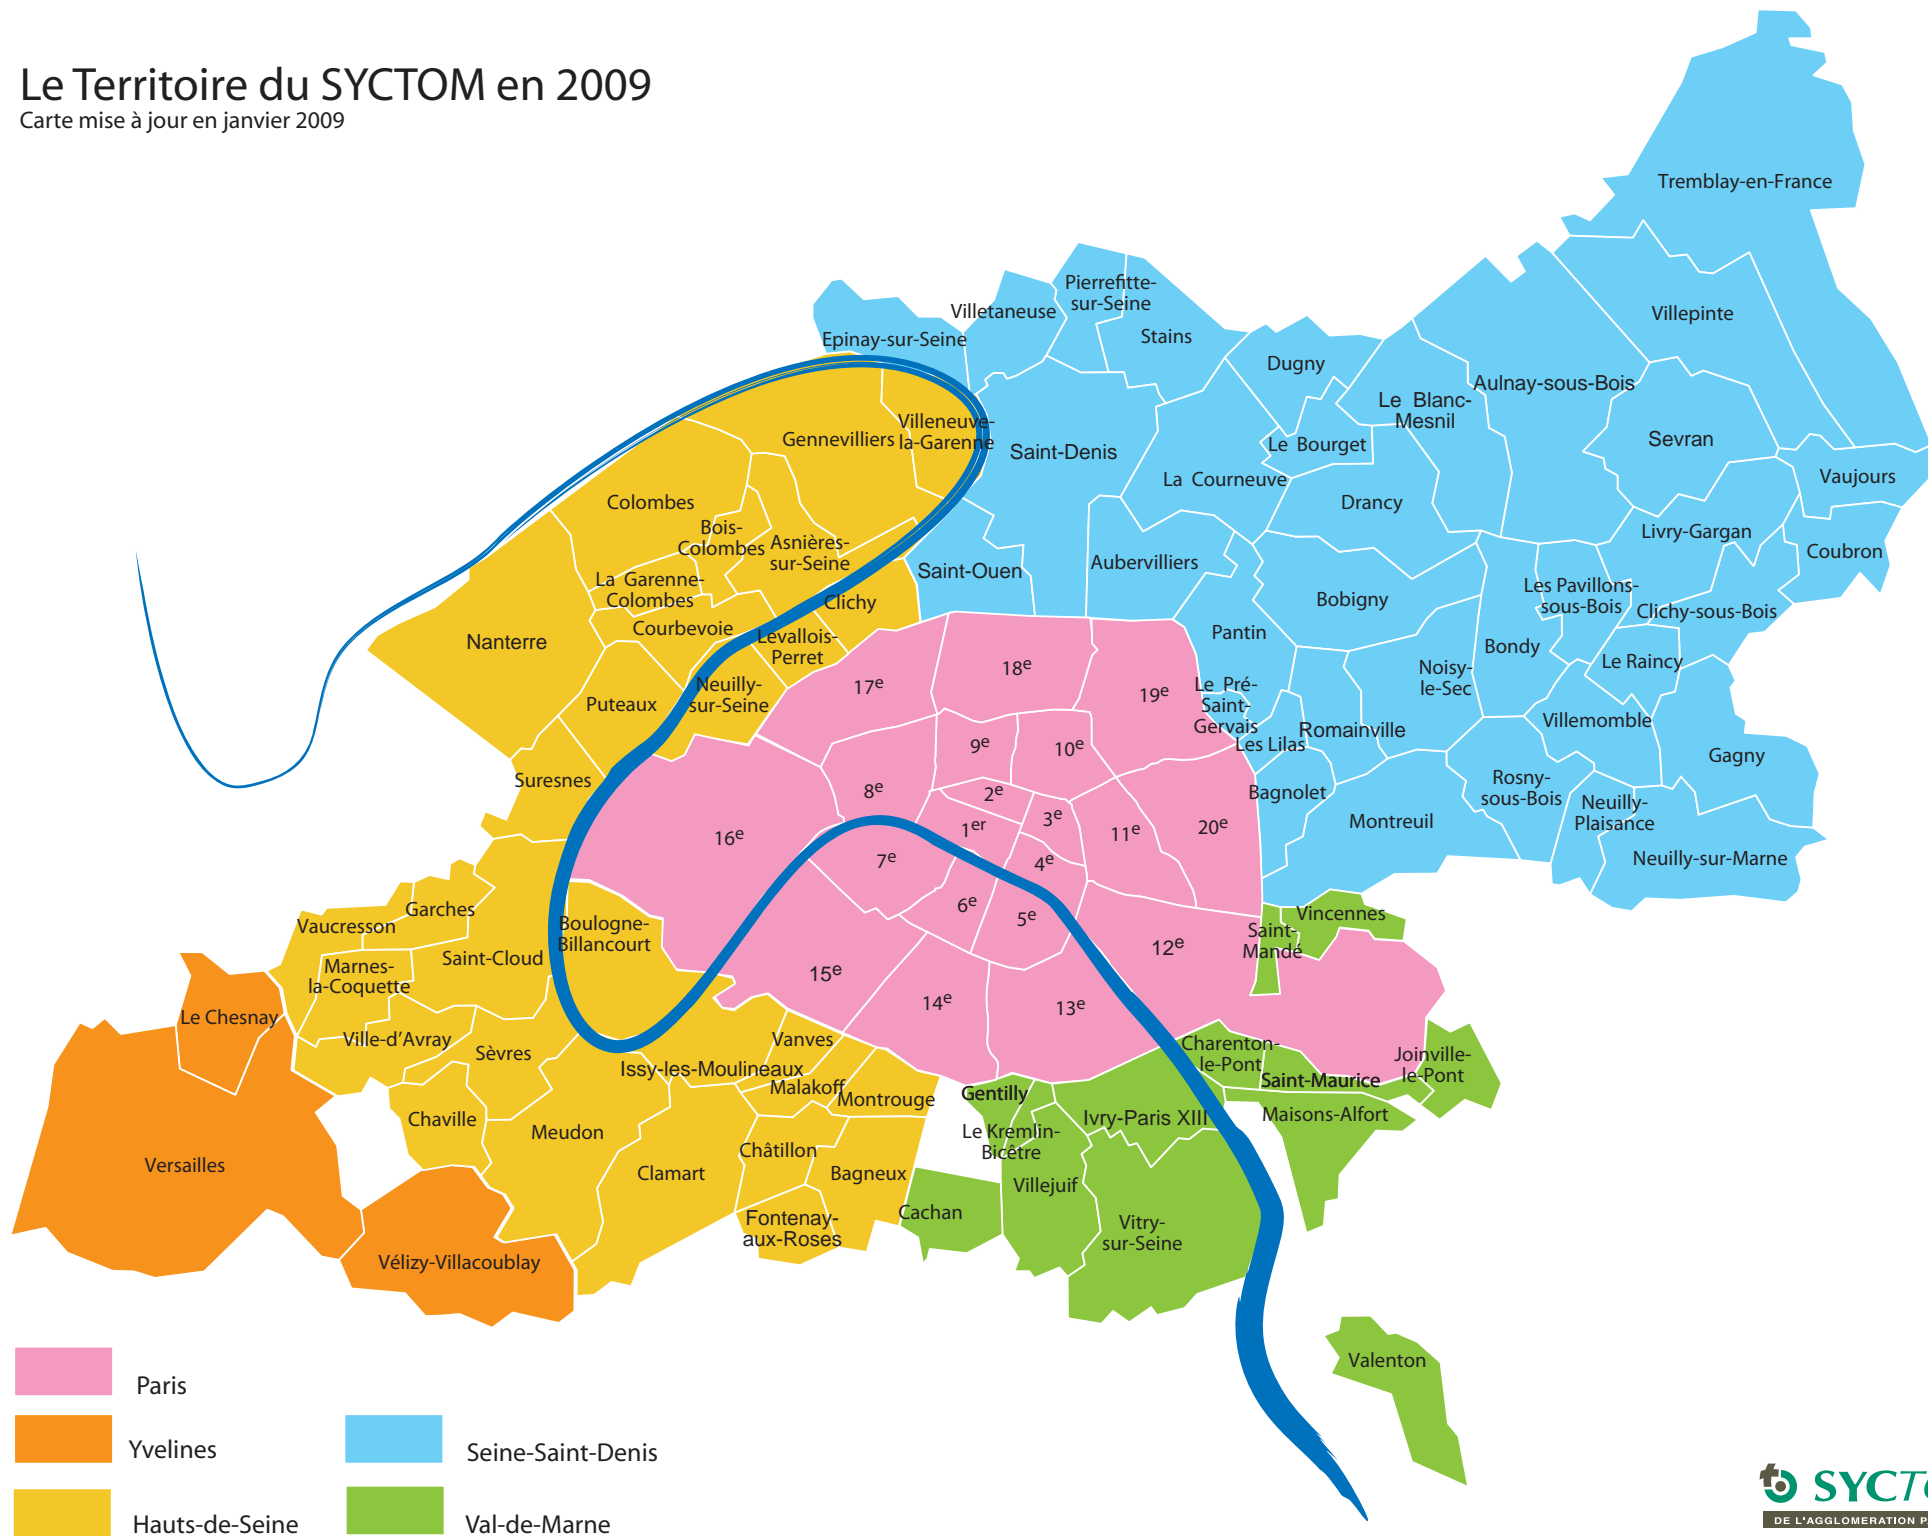 Le Territoire du SYCTOM en 2009
Carte mise à jour en janvier 2009
Tremblay-en-France
Villepinte
Pierrefitte-
sur-Seine
Villetaneuse
Stains
Epinay-sur-Seine
Dugny
Aulnay-sous-Bois
Le Blanc-
Mesnil
Sevran
Villeneuve-
la-Garenne
Gennevilliers
Saint-Denis
Le Bourget
La Courneuve
Vaujours
Colombes
Drancy
Livry-Gargan
Coubron
Bois-
Colombes
Asnières-
sur-Seine
Saint-Ouen
Aubervilliers
La Garenne-
Colombes
Clichy
Bobigny
Les Pavillons-
sous-Bois
Clichy-sous-Bois
Nanterre
Courbevoie
Levallois-
Perret
Pantin
Bondy
Le Raincy
Noisy-
le-Sec
17e
18e
19e
Le Pré-
Saint-
Gervais
Puteaux
Neuilly-
sur-Seine
Les Lilas
Romainville
Villemomble
Gagny
9e
10e
Suresnes
8e
2e
Bagnolet
Rosny-
sous-Bois
Neuilly-
Plaisance
Montreuil
16e
1er
3e
11e
20e
7e
4e
Neuilly-sur-Marne
Garches
Vaucresson
Boulogne-
Billancourt
6e
5e
Vincennes
Saint-
Mandé
12e
Saint-Cloud
Marnes-
la-Coquette
15e
14e
13e
Le Chesnay
Ville-d’Avray
Sèvres
Vanves
Issy-les-Moulineaux
Malakoff
Montrouge
Charenton-
le-Pont
Joinville-
le-Pont
Saint-Maurice
Gentilly
Maisons-Alfort
Ivry-Paris XIII
Chaville
Meudon
Le Kremlin-
Bicêtre
Châtillon
Versailles
Clamart
Bagneux
Villejuif
Cachan
Fontenay-
aux-Roses
Vitry-
sur-Seine
Vélizy-Villacoublay
Valenton
Paris
Yvelines
Seine-Saint-Denis
Hauts-de-Seine
Val-de-Marne